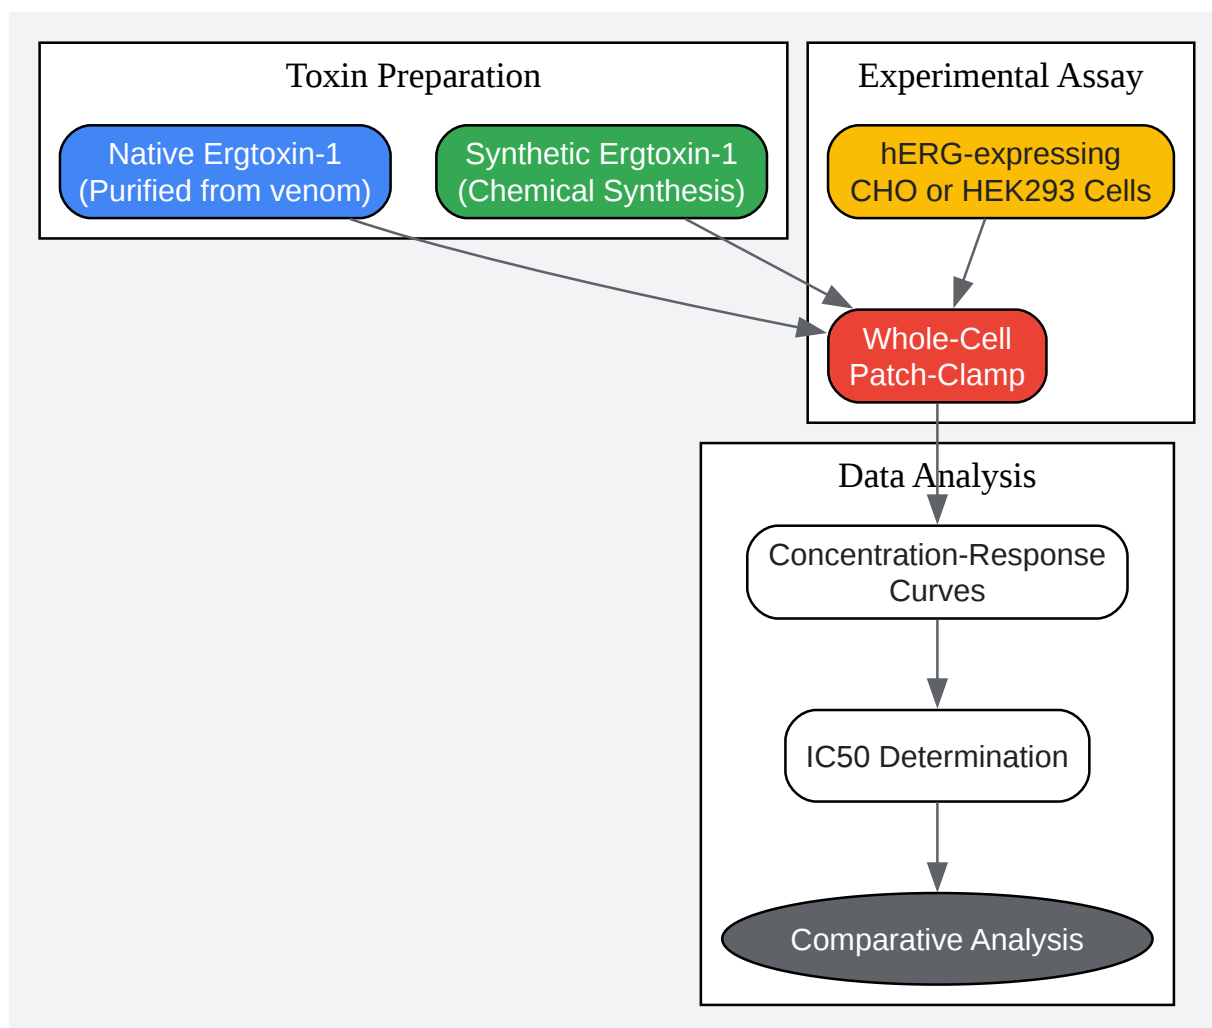 Toxin Preparation
Native Ergtoxin-1
(Purified from venom)
Synthetic Ergtoxin-1
(Chemical Synthesis)
Experimental Assay
hERG-expressing
CHO or HEK293 Cells
Whole-Cell
Patch-Clamp
Data Analysis
Concentration-Response
Curves
IC50 Determination
Comparative Analysis